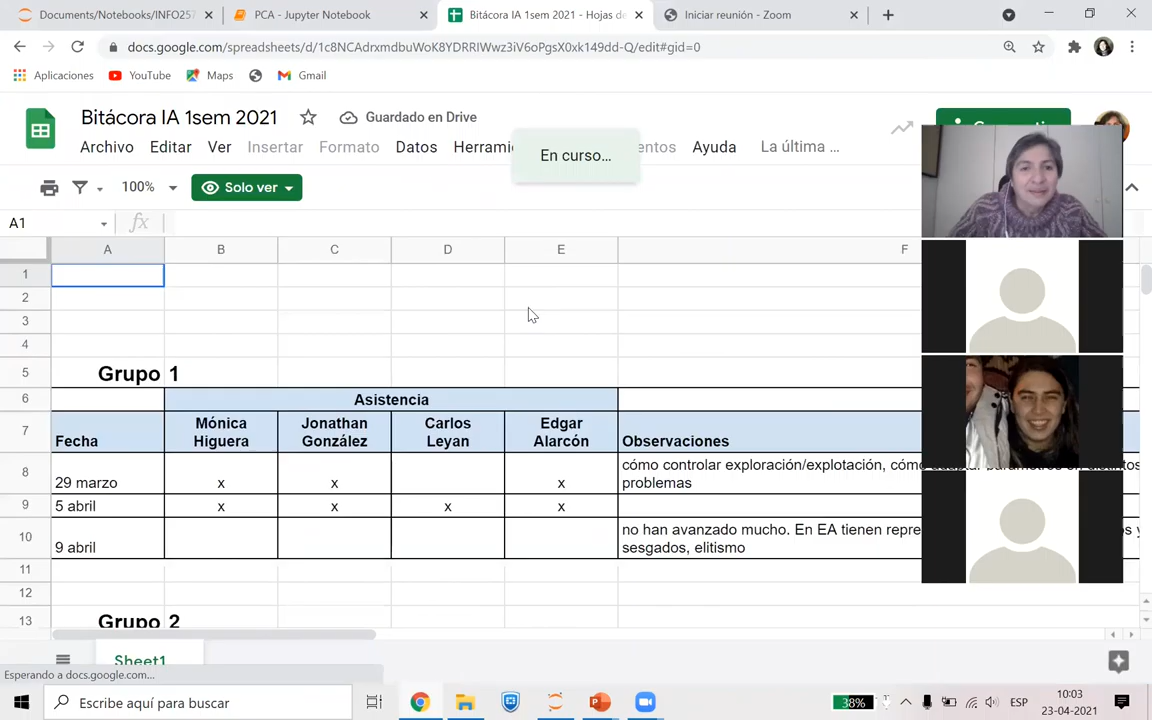 Documents/Notebooks/INFO257
PCA - Jupyter Notebook
Bitácora IA 1sem 2021 - Hojas de
Iniciar reunión - Zoom
docs.google.com/spreadsheets/d/1c8NCAdrxmdbuWoK8YDRRIWwz3iV6oPgsX0xk149dd-Q/edit#gid=0
Aplicaciones
YouTube
Maps
Gmail
Bitácora IA 1sem 2021
Guardado en Drive
Archivo
Editar
Ver
Insertar
Formato
Datos
Herrami
En curso...
entos
Ayuda
La última ...
100%
Solo ver
A1
fx
A B C D E F
1
2
3
4
5 Grupo 1
6 Asistencia
7 Fecha Mónica Higuera Jonathan González Carlos Leyan Edgar Alarcón Observaciones
cómo controlar exploración/explotación, cómo
8 29 marzo x x x problemas
9 5 abril x x x x
no han avanzado mucho. En EA tienen repre
10 9 abril sesgados, elitismo
11
12
13 Grupo 2
Sheet1
Esperando a docs.google.com...
Escribe aquí para buscar
38%
ESP
10:03
23-04-2021